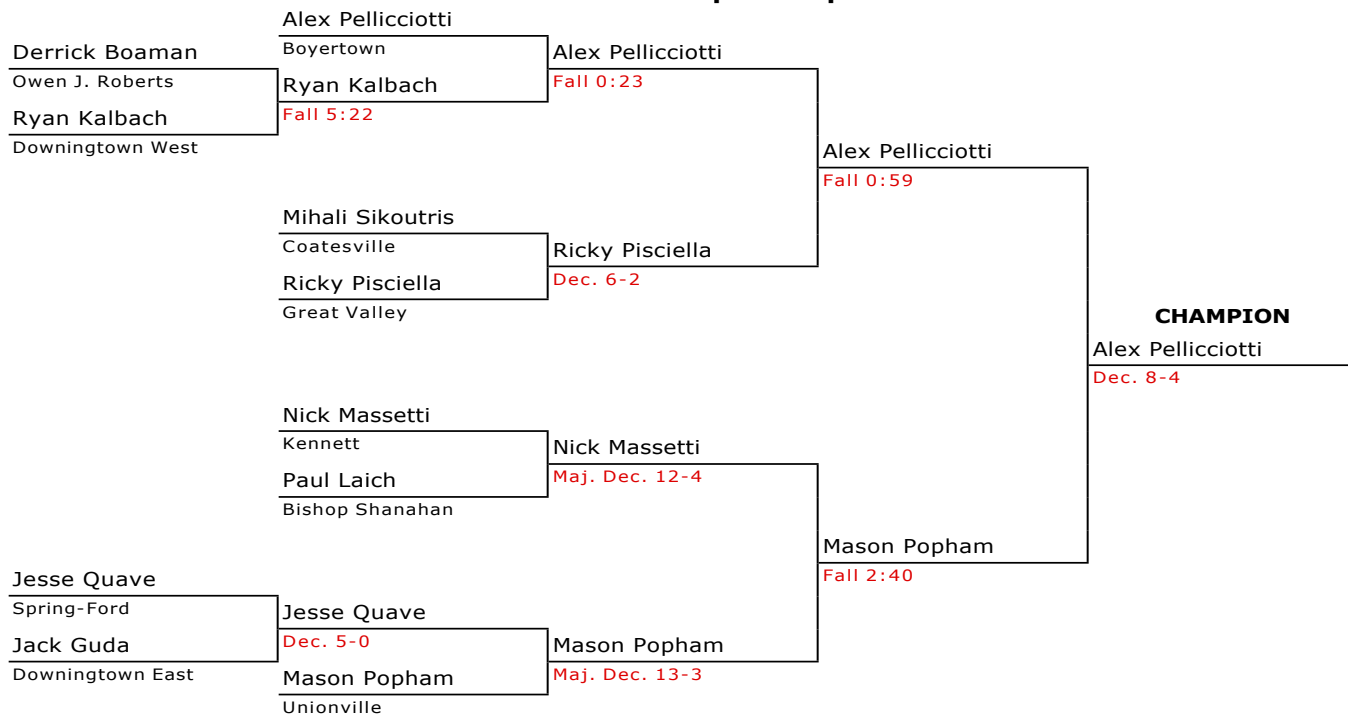 Alex Pellicciotti
Boyertown
Derrick Boaman
Owen J. Roberts
Ryan Kalbach
Downingtown West
Ryan Kalbach
Fall 5:22
Alex Pellicciotti
Fall 0:23
Mihali Sikoutris
Coatesville
Ricky Pisciella
Great Valley
Ricky Pisciella
Dec. 6-2
Alex Pellicciotti
Fall 0:59
Nick Massetti
Kennett
Paul Laich
Bishop Shanahan
Nick Massetti
Maj. Dec. 12-4
Jesse Quave
Spring-Ford
Jack Guda
Downingtown East
Jesse Quave
Dec. 5-0
Mason Popham
Unionville
Mason Popham
Maj. Dec. 13-3
Mason Popham
Fall 2:40
CHAMPION
Alex Pellicciotti
Dec. 8-4